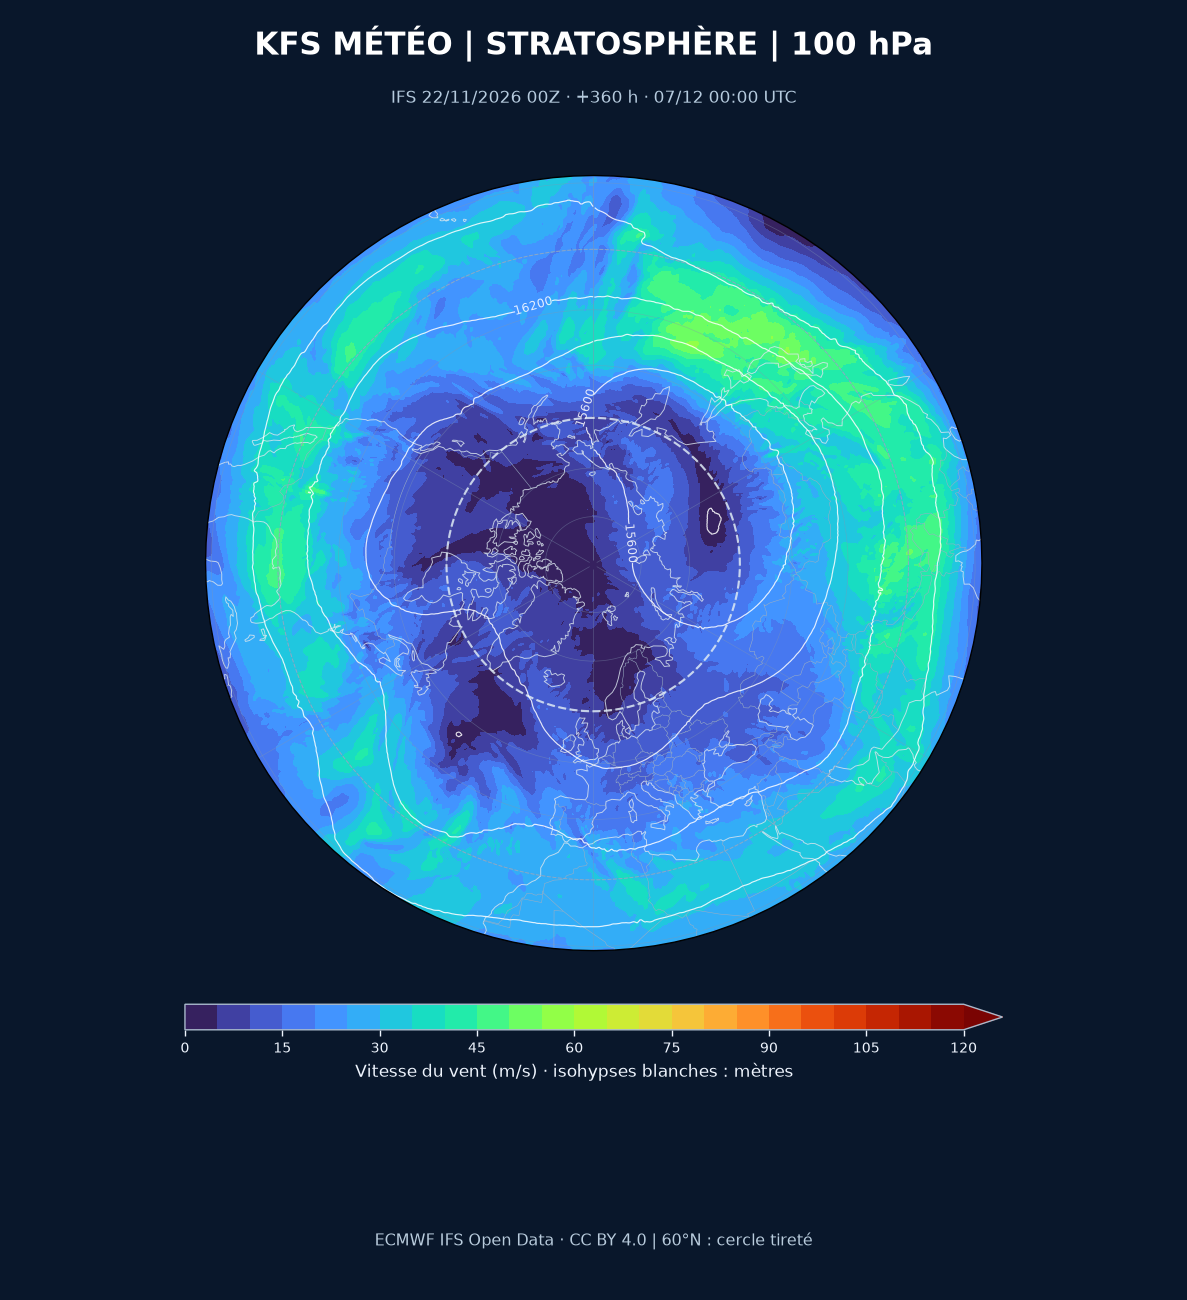 KFS MÉTÉO | STRATOSPHÈRE | 100 hPa
IFS 22/11/2026 00Z · +360 h · 07/12 00:00 UTC
16200
15600
15600
0 15 30 45 60 75 90 105 120
Vitesse du vent (m/s) · isohypses blanches : mètres
ECMWF IFS Open Data · CC BY 4.0 | 60°N : cercle tireté